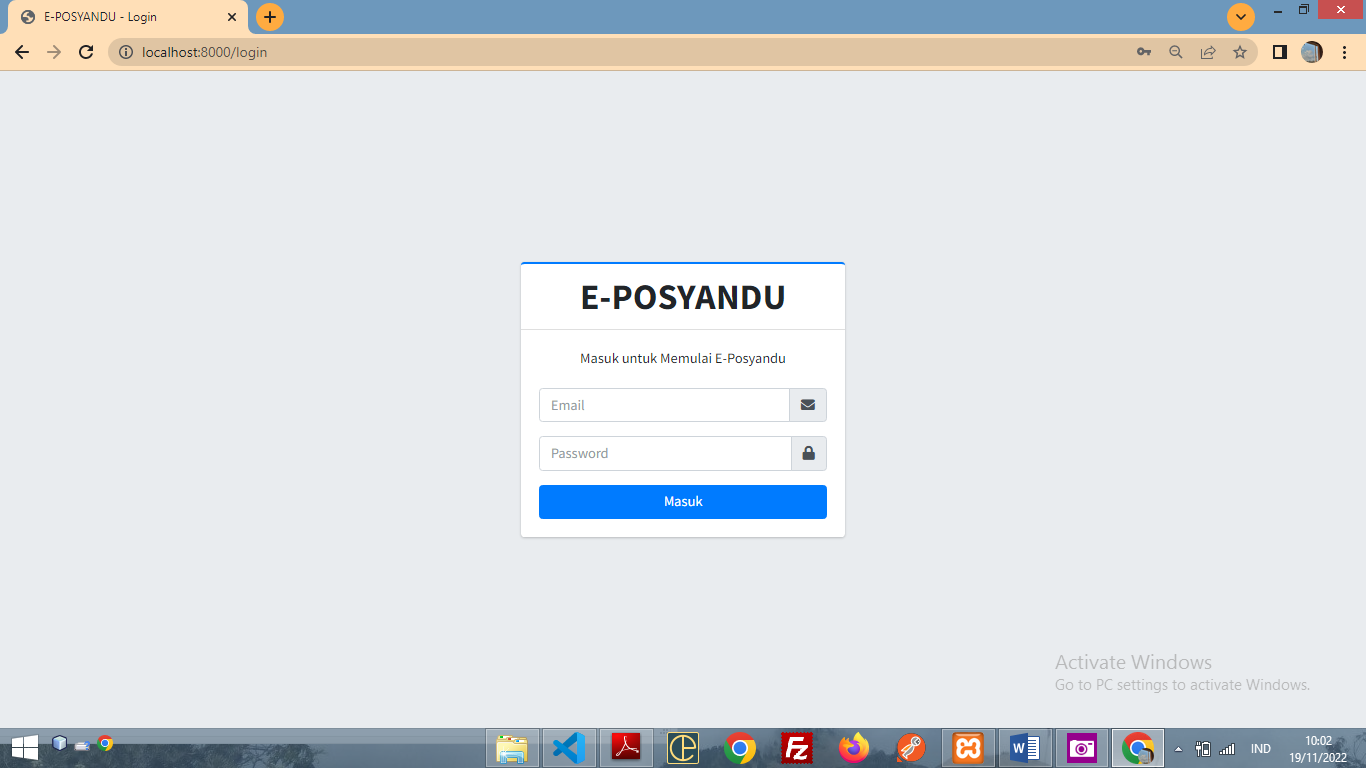 E-POSYANDU - Login
localhost:8000/login
E-POSYANDU
Masuk untuk Memulai E-Posyandu
Email
Password
Masuk
Activate Windows
Go to PC settings to activate Windows.
IND
10:02
19/11/2022